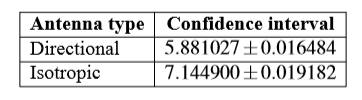 Antenna type Confidence interval
Directional 5.881027 ± 0.016484
Isotropic 7.144900 ± 0.019182